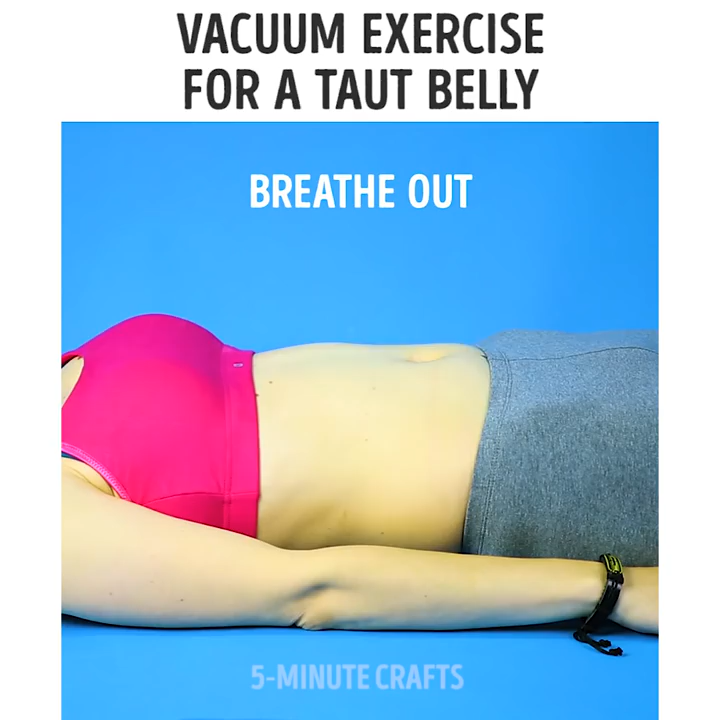 VACUUM EXERCISE
FOR A TAUT BELLY
BREATHE OUT
5-MINUTE CRAFTS